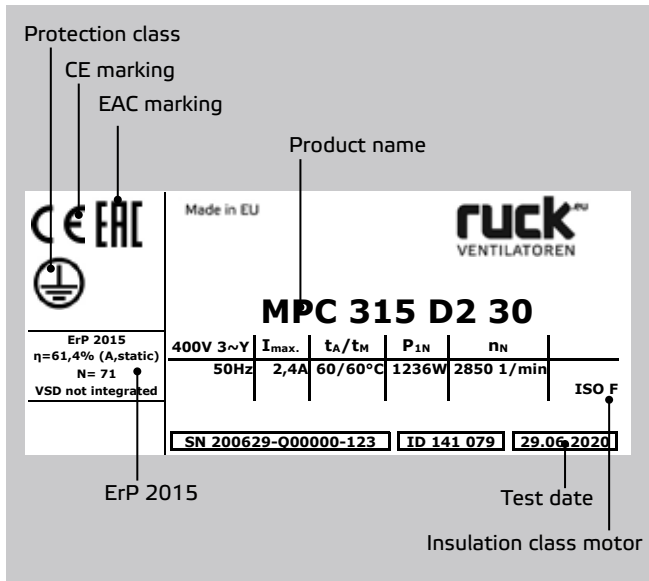 Protection class
CE marking
EAC marking
Product name
CE EAC
Made in EU
ruck.eu
VENTILATOREN
MPC 315 D2 30
ErP 2015
η=61,4% (A,static)
N= 71
VSD not integrated
400V 3~Y Imax. tA/tM P1N nN
50Hz 2,4A 60/60°C 1236W 2850 1/min
ISO F
SN 200629-Q00000-123 ID 141 079 29.06.2020
ErP 2015
Test date
Insulation class motor